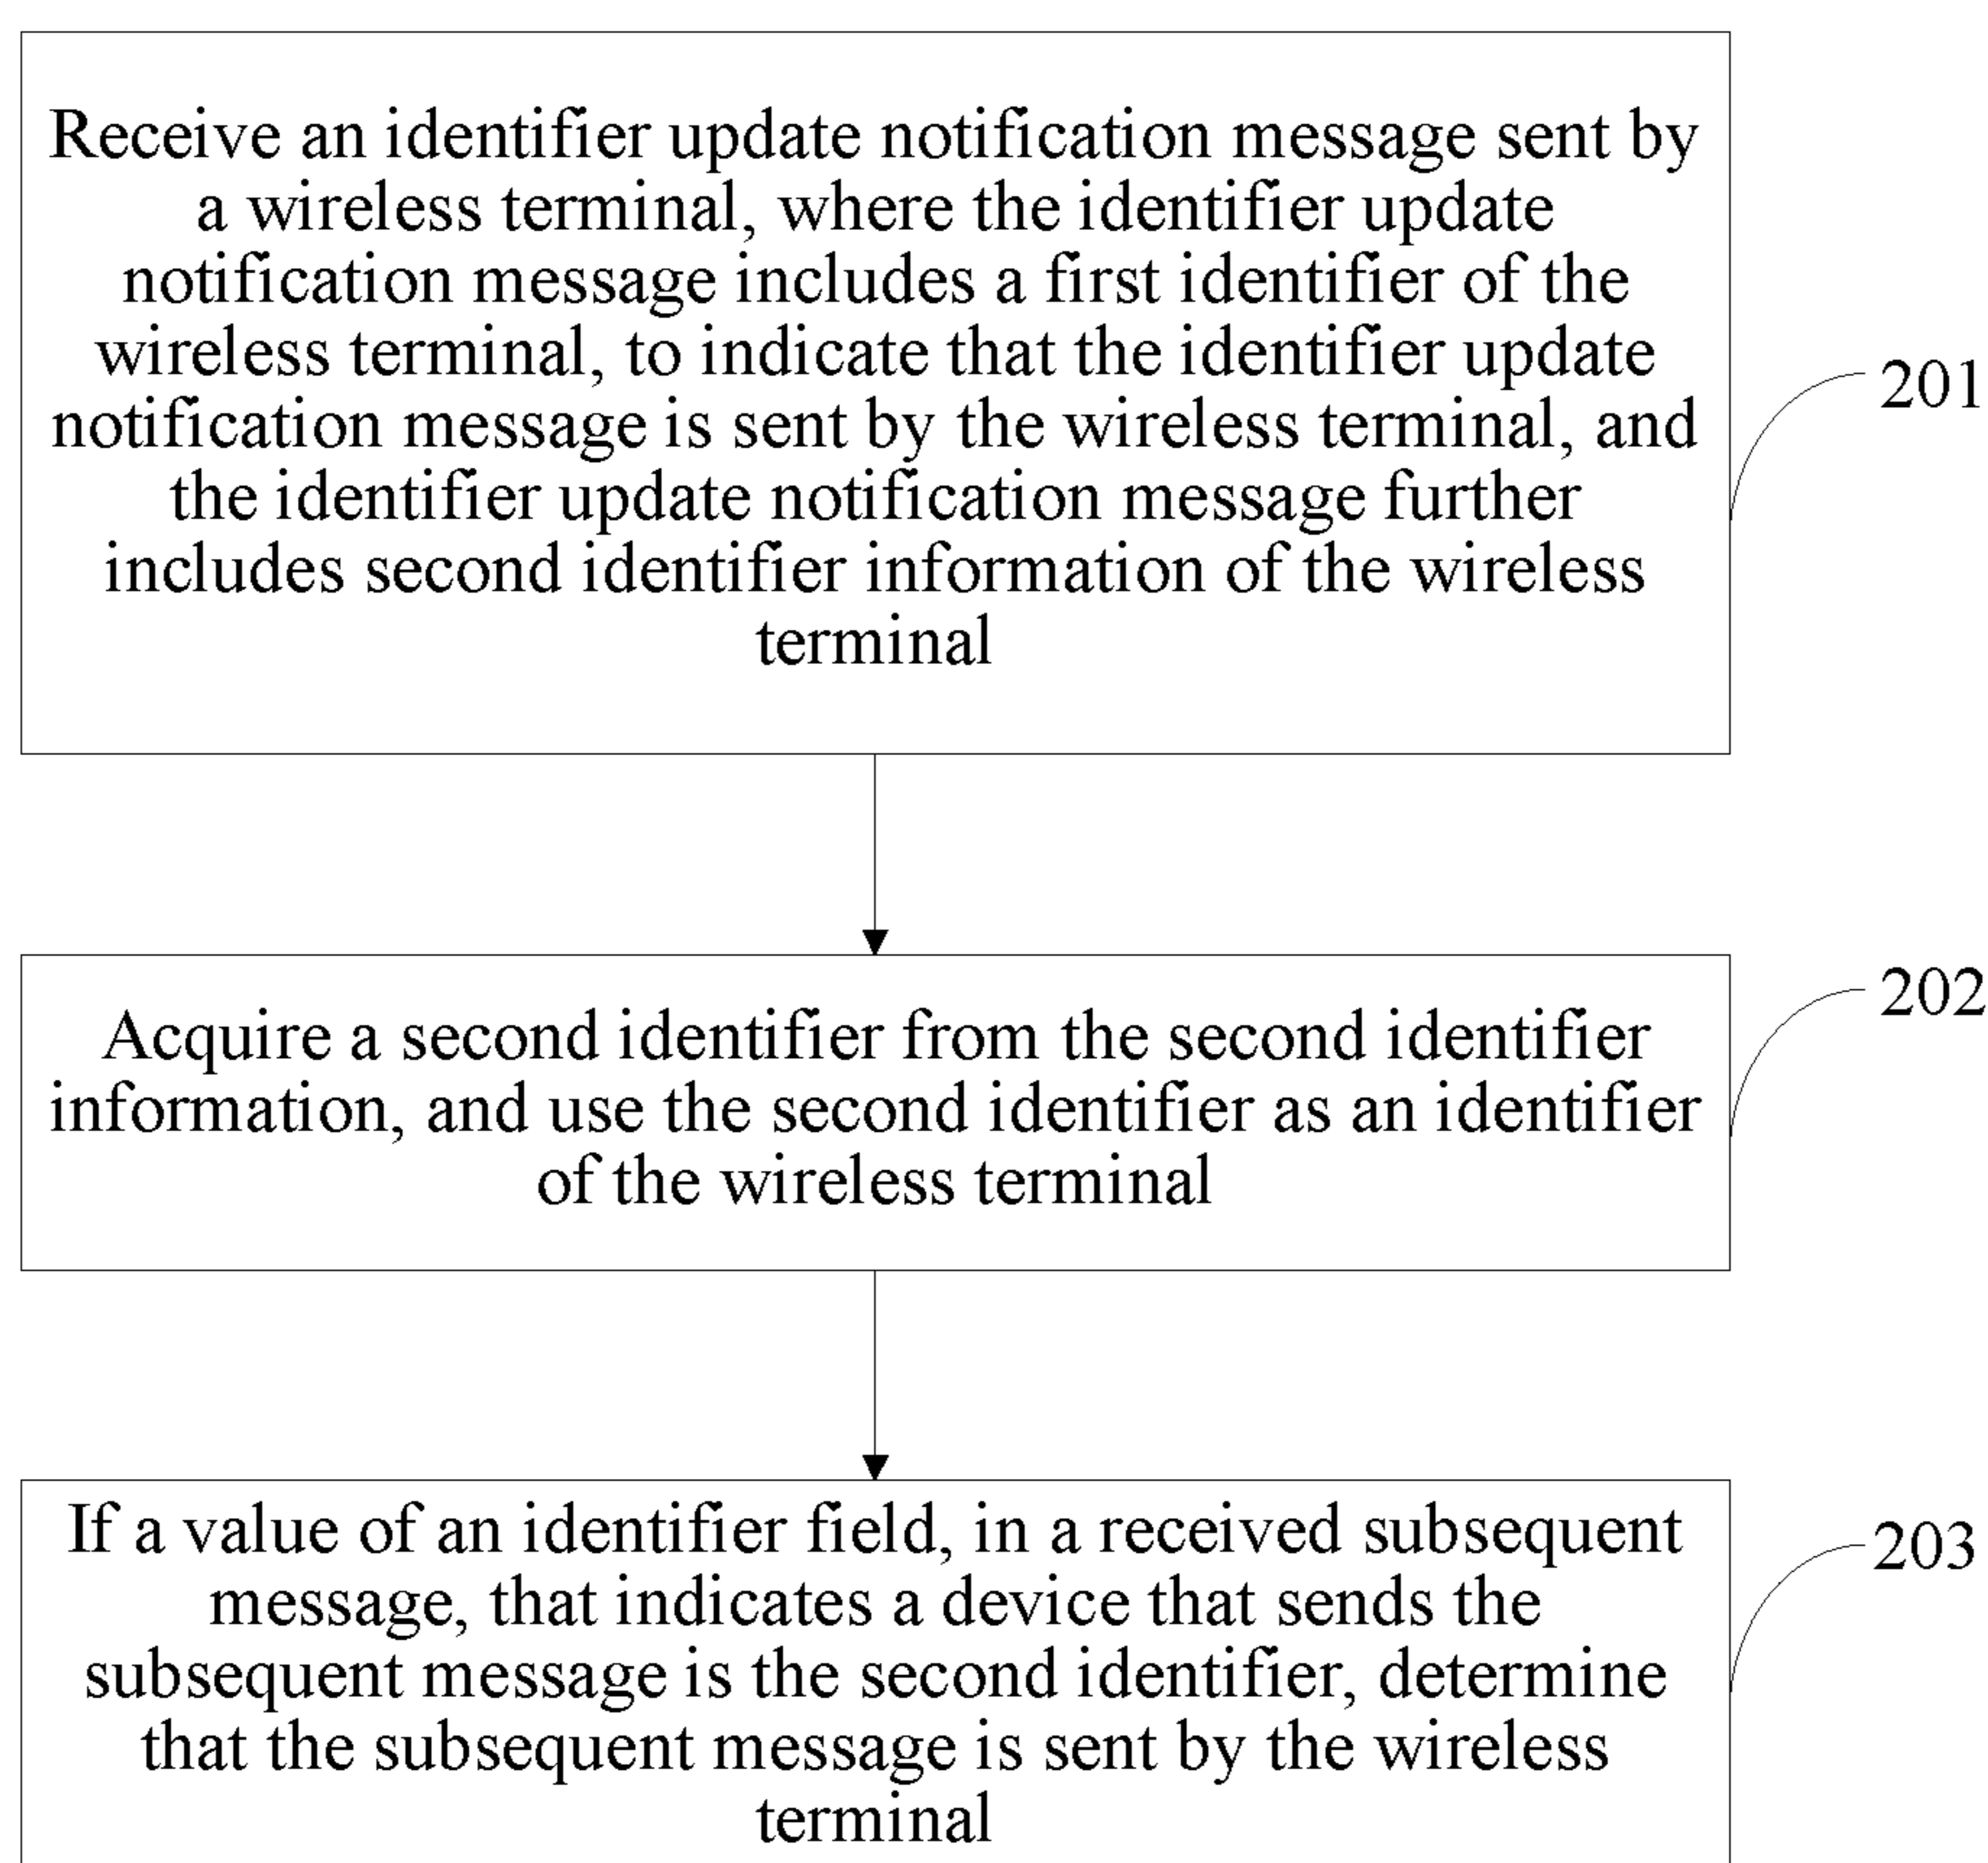 Receive an identifier update notification message sent by
a wireless terminal, where the identifier update
notification message includes a first identifier of the
wireless terminal, to indicate that the identifier update
notification message is sent by the wireless terminal, and
the identifier update notification message further
includes second identifier information of the wireless
terminal
201
Acquire a second identifier from the second identifier
information, and use the second identifier as an identifier
of the wireless terminal
202
If a value of an identifier field, in a received subsequent
message, that indicates a device that sends the
subsequent message is the second identifier, determine
that the subsequent message is sent by the wireless
terminal
203